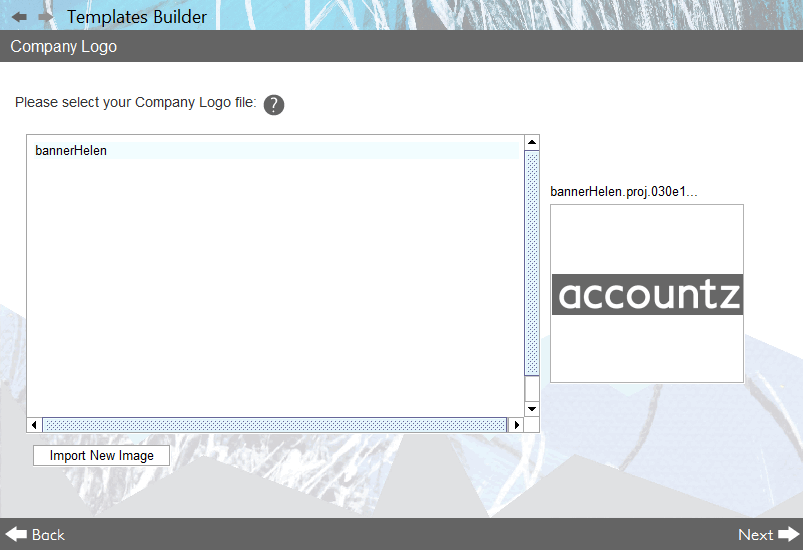 Templates Builder
Company Logo
Please select your Company Logo file: ?
bannerHelen
bannerHelen.proj.030e1...
accountz
Import New Image
Back
Next